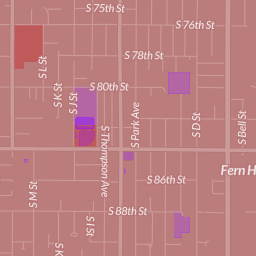 S 75th St
S 76th St
S 78th St
S L St
S K St
S J St
S 80th St
S Thompson Ave
S Park Ave
S D St
S Bell St
S 86th St
Fern H
S M St
S I St
S 88th St
S K